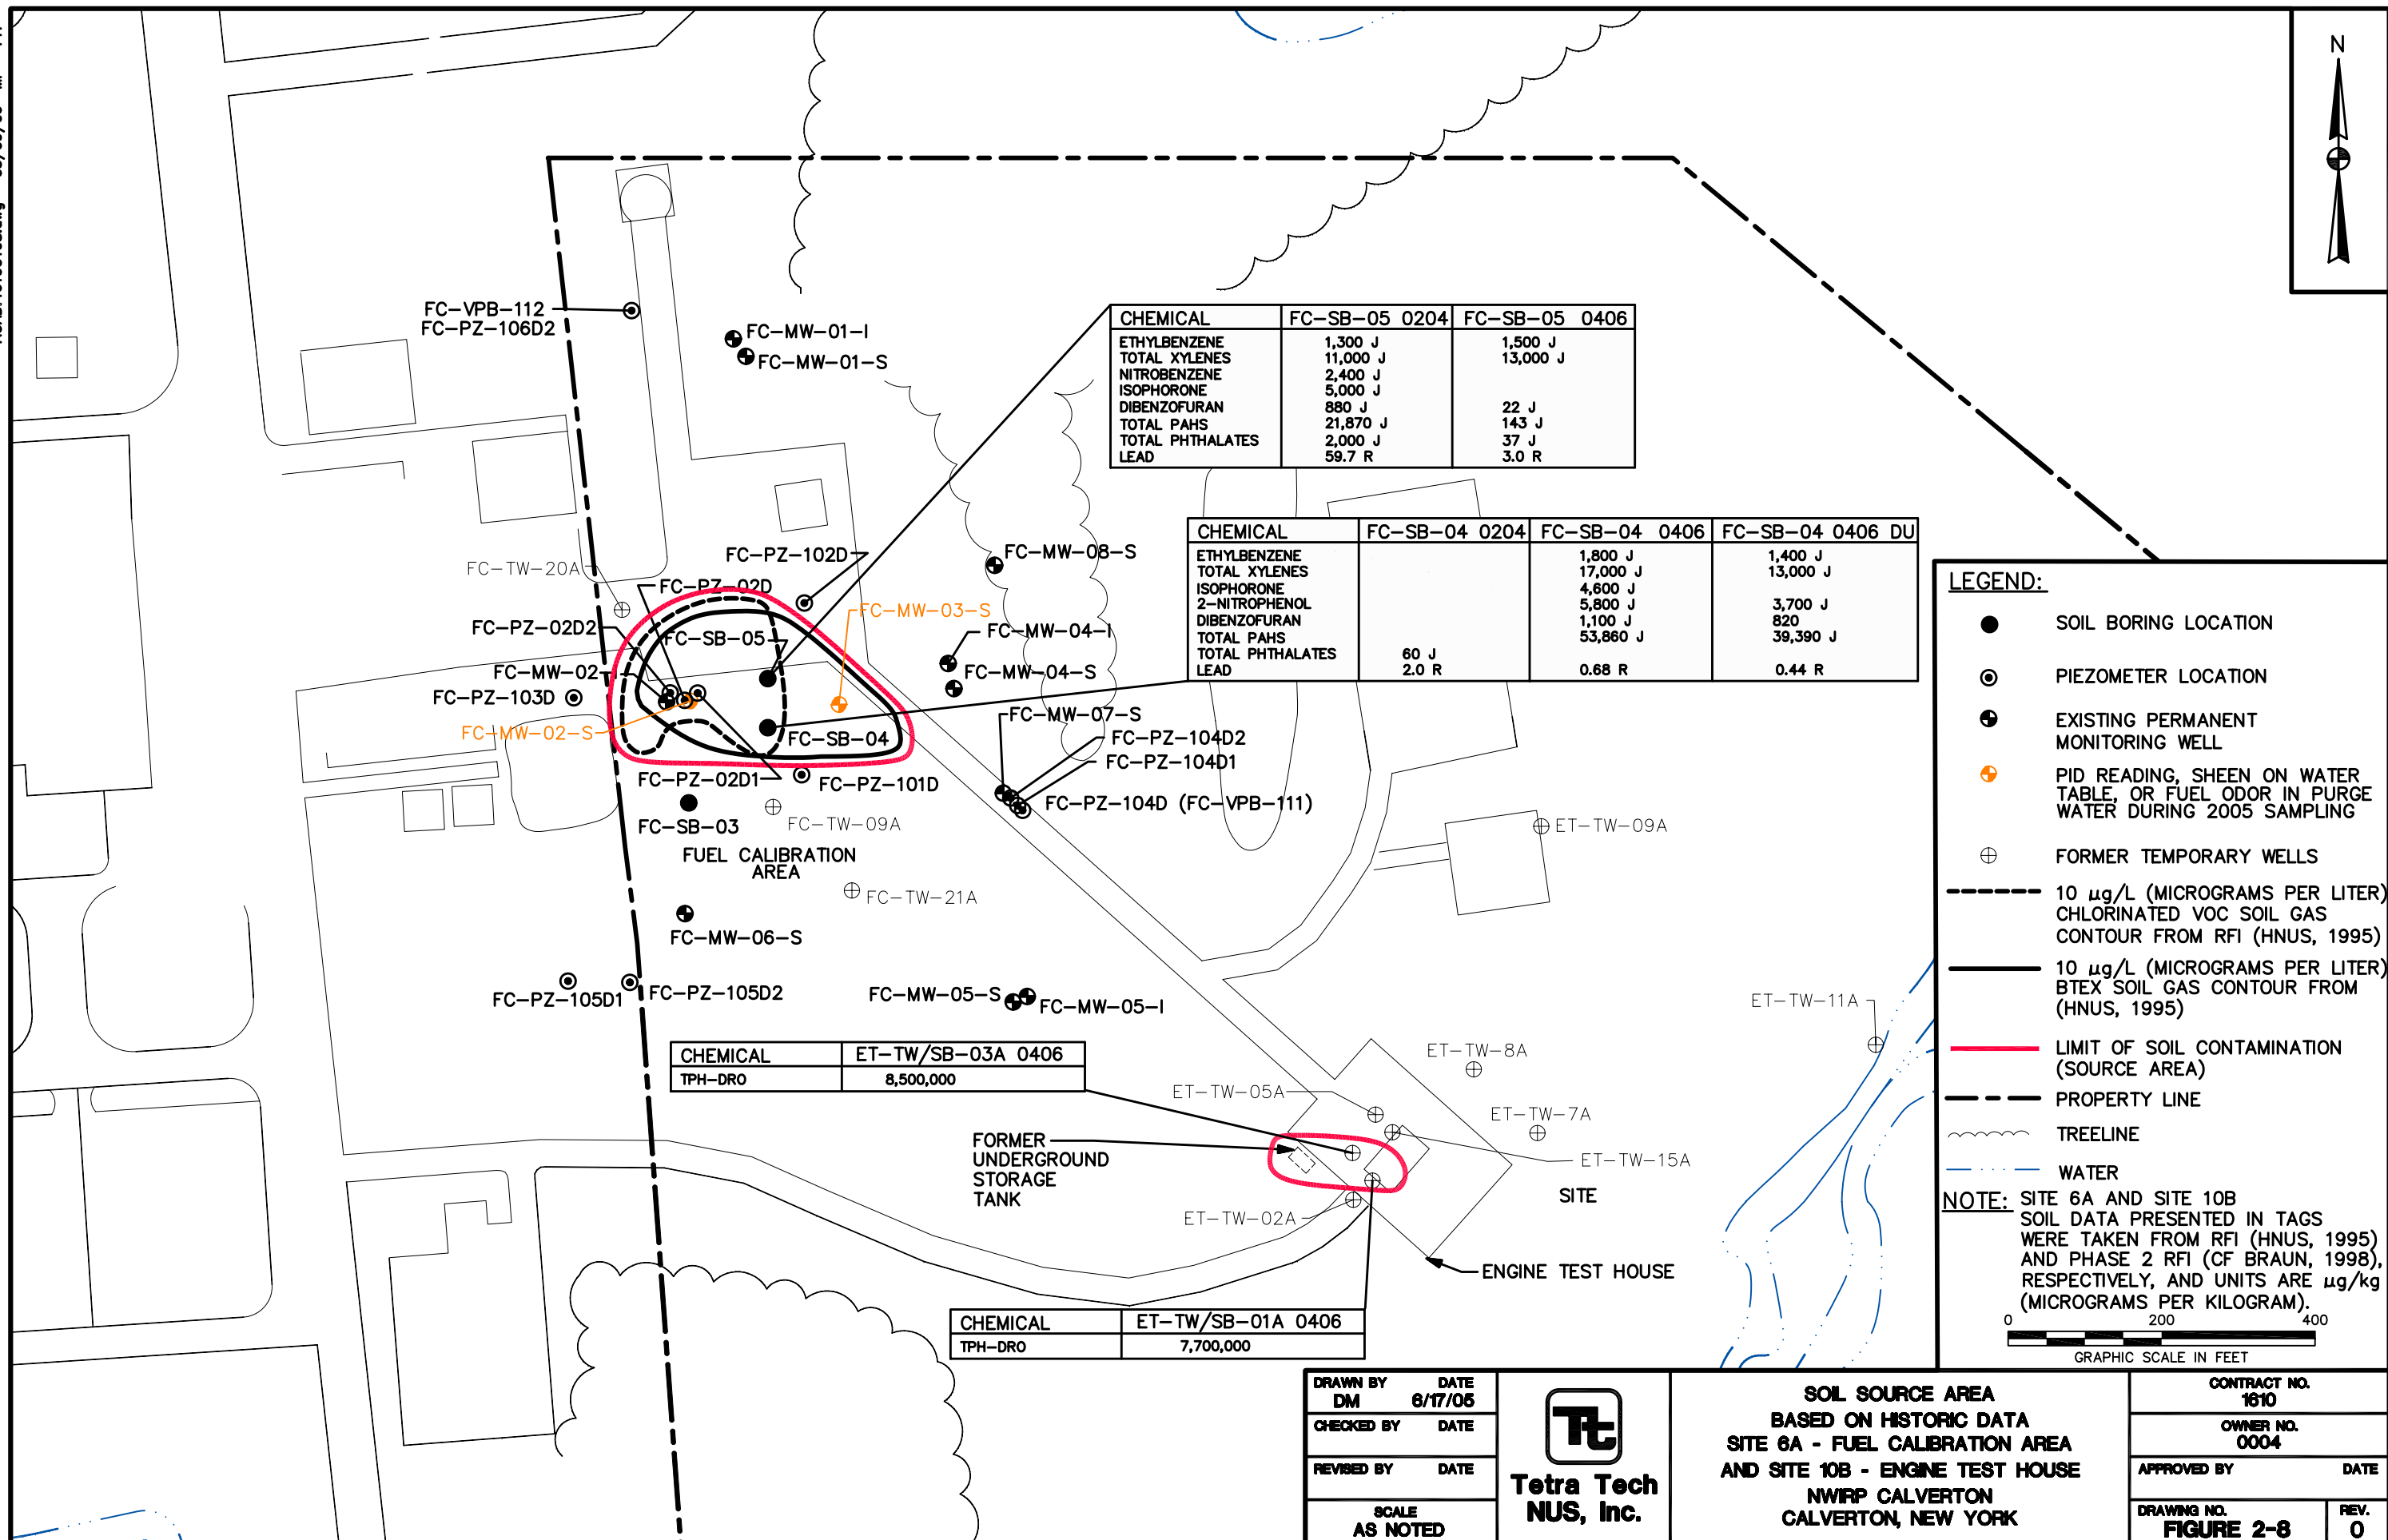 N
FC-VPB-112
FC-PZ-106D2
FC-MW-01-I
FC-MW-01-S
CHEMICAL FC-SB-05 0204 FC-SB-05 0406
ETHYLBENZENE 1,300 J 1,500 J
TOTAL XYLENES 11,000 J 13,000 J
NITROBENZENE 2,400 J
ISOPHORONE 5,000 J
DIBENZOFURAN 880 J 22 J
TOTAL PAHS 21,870 J 143 J
TOTAL PHTHALATES 2,000 J 37 J
LEAD 59.7 R 3.0 R
CHEMICAL FC-SB-04 0204 FC-SB-04 0406 FC-SB-04 0406 DU
ETHYLBENZENE 1,800 J 1,400 J
TOTAL XYLENES 17,000 J 13,000 J
ISOPHORONE 4,600 J
2-NITROPHENOL 5,800 J 3,700 J
DIBENZOFURAN 1,100 J 820
TOTAL PAHS 53,860 J 39,390 J
TOTAL PHTHALATES 60 J
LEAD 2.0 R 0.68 R 0.44 R
FC-PZ-102D
FC-MW-08-S
FC-TW-20A
FC-PZ-02D
FC-MW-03-S
FC-PZ-02D2
FC-SB-05
FC-MW-04-I
FC-MW-02-I
FC-MW-04-S
FC-PZ-103D
FC-MW-02-S
FC-SB-04
FC-MW-07-S
FC-PZ-104D2
FC-PZ-104D1
FC-PZ-02D1
FC-PZ-101D
FC-PZ-104D (FC-VPB-111)
FC-SB-03
FC-TW-09A
ET-TW-09A
FUEL CALIBRATION
AREA
FC-TW-21A
FC-MW-06-S
FC-PZ-105D1
FC-PZ-105D2
FC-MW-05-S
FC-MW-05-I
ET-TW-11A
CHEMICAL ET-TW/SB-03A 0406
TPH-DRO 8,500,000
ET-TW-8A
ET-TW-05A
ET-TW-7A
FORMER
UNDERGROUND
STORAGE
TANK
ET-TW-15A
SITE
ET-TW-02A
ENGINE TEST HOUSE
CHEMICAL ET-TW/SB-01A 0406
TPH-DRO 7,700,000
LEGEND:
SOIL BORING LOCATION
PIEZOMETER LOCATION
EXISTING PERMANENT
MONITORING WELL
PID READING, SHEEN ON WATER
TABLE, OR FUEL ODOR IN PURGE
WATER DURING 2005 SAMPLING
FORMER TEMPORARY WELLS
10 µg/L (MICROGRAMS PER LITER)
CHLORINATED VOC SOIL GAS
CONTOUR FROM RFI (HNUS, 1995)
10 µg/L (MICROGRAMS PER LITER)
BTEX SOIL GAS CONTOUR FROM
(HNUS, 1995)
LIMIT OF SOIL CONTAMINATION
(SOURCE AREA)
PROPERTY LINE
TREELINE
WATER
NOTE: SITE 6A AND SITE 10B
SOIL DATA PRESENTED IN TAGS
WERE TAKEN FROM RFI (HNUS, 1995)
AND PHASE 2 RFI (CF BRAUN, 1998),
RESPECTIVELY, AND UNITS ARE µg/kg
(MICROGRAMS PER KILOGRAM).
0 200 400
GRAPHIC SCALE IN FEET
DRAWN BY DATE
DM 6/17/05
CHECKED BY DATE
REVISED BY DATE
SCALE
AS NOTED
Tt
Tetra Tech
NUS, Inc.
SOIL SOURCE AREA
BASED ON HISTORIC DATA
SITE 6A - FUEL CALIBRATION AREA
AND SITE 10B - ENGINE TEST HOUSE
NWIRP CALVERTON
CALVERTON, NEW YORK
CONTRACT NO.
1610
OWNER NO.
0004
APPROVED BY DATE
DRAWING NO. REV.
FIGURE 2-8 0